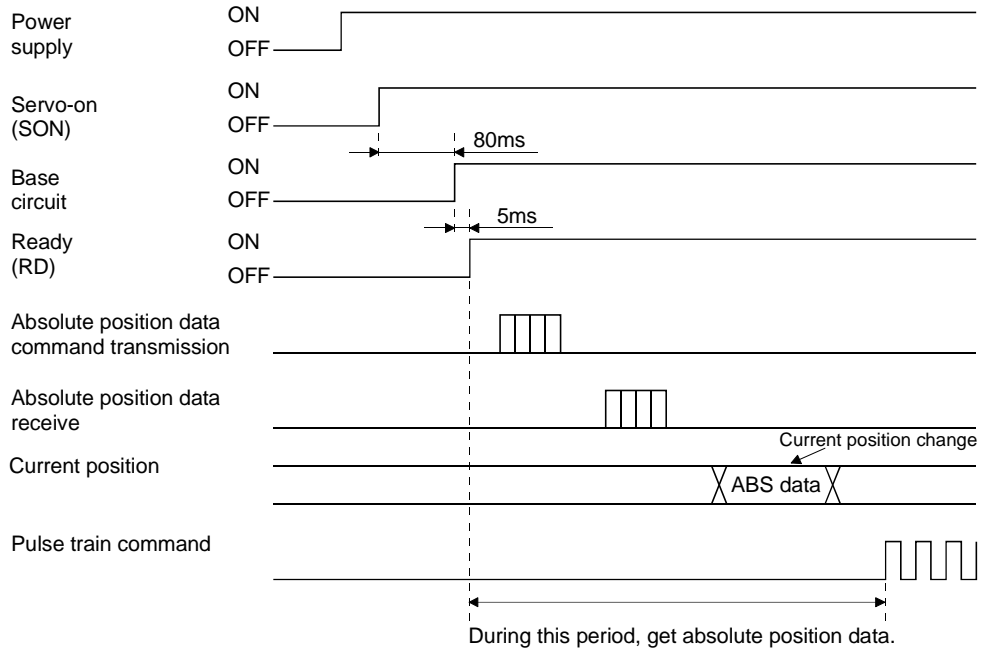 Power
supply
ON
OFF
Servo-on
(SON)
ON
OFF
80ms
Base
circuit
ON
OFF
5ms
Ready
(RD)
ON
OFF
Absolute position data
command transmission
Absolute position data
receive
Current position change
Current position
ABS data
Pulse train command
During this period, get absolute position data.